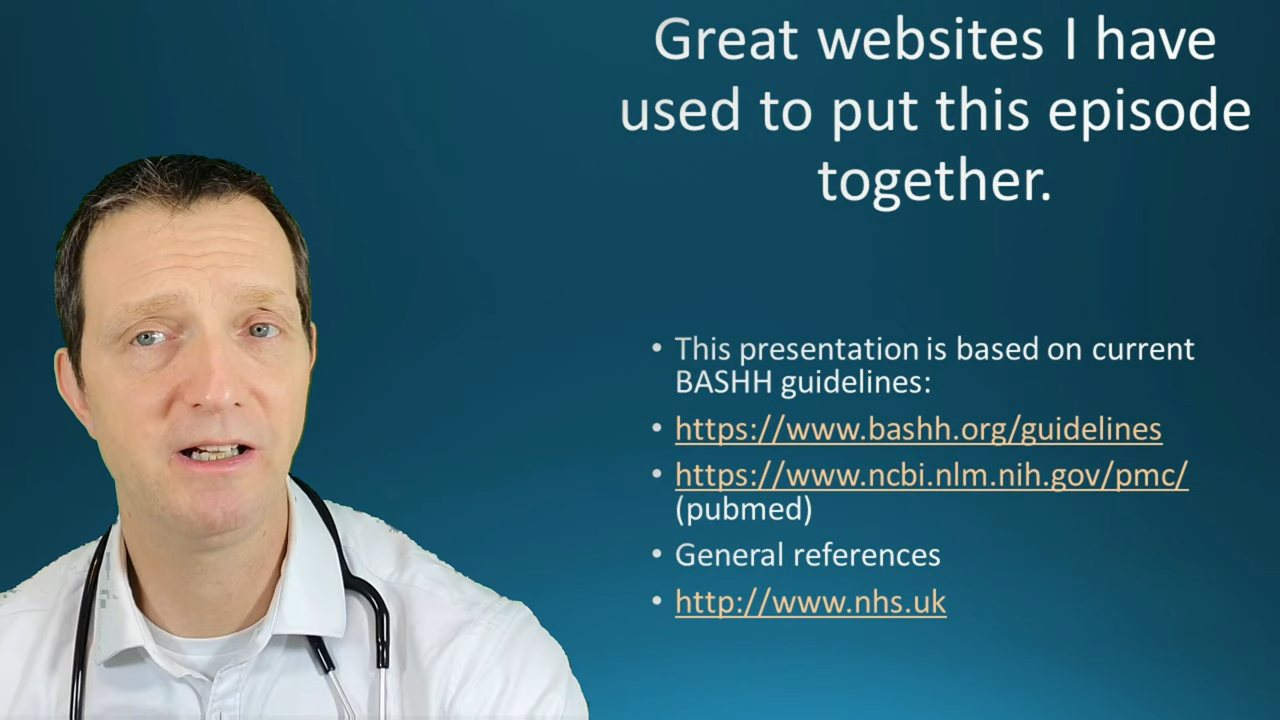 Great websites I have
used to put this episode
together.
• This presentation is based on current
BASHH guidelines:
• https://www.bashh.org/guidelines
• https://www.ncbi.nlm.nih.gov/pmc/
(pubmed)
• General references
• http://www.nhs.uk